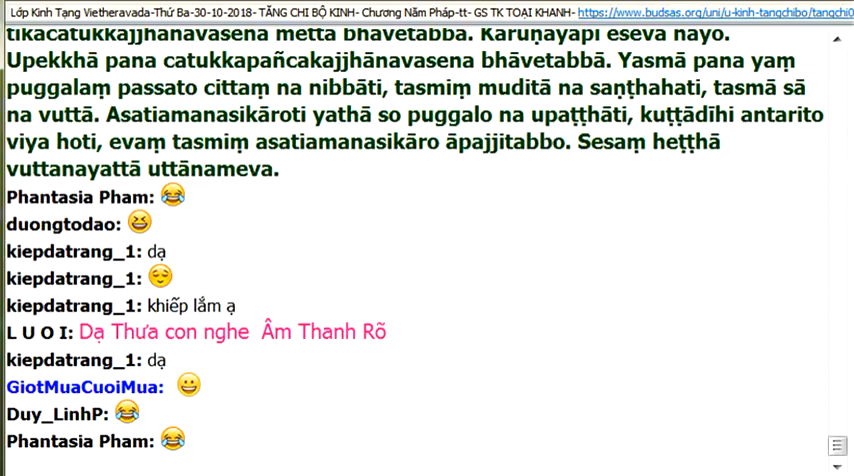 Lớp Kinh Tạng Vietheravada-Thứ Ba-30-10-2018- TĂNG CHI BỘ KINH- Chương Năm Pháp-tt- GS TK TOẠI KHANH- https://www.budsas.org/uni/u-kinh-tangchibo/tangchi0
tikacatukkajjhānavasena mettā bhāvetabbā. Karuṇāyapi eseva nayo.
Upekkhā pana catukkapañcakajjhānavasena bhāvetabbā. Yasmā pana yaṃ
puggalaṃ passato cittaṃ na nibbāti, tasmiṃ muditā na saṇṭhahati, tasmā sā
na vuttā. Asatiamanasikāroti yathā so puggalo na upaṭṭhāti, kuṭṭādīhi antarito
viya hoti, evaṃ tasmiṃ asatiamanasikāro āpajjitabbo. Sesaṃ heṭṭhā
vuttanayattā uttānameva.
Phantasia Pham: 😂
duongtodao: 😆
kiepdatrang_1: dạ
kiepdatrang_1: 😌
kiepdatrang_1: khiếp lắm ạ
L U O I: Dạ Thưa con nghe Âm Thanh Rõ
kiepdatrang_1: dạ
GiotMuaCuoiMua: 😀
Duy_LinhP: 😂
Phantasia Pham: 😂